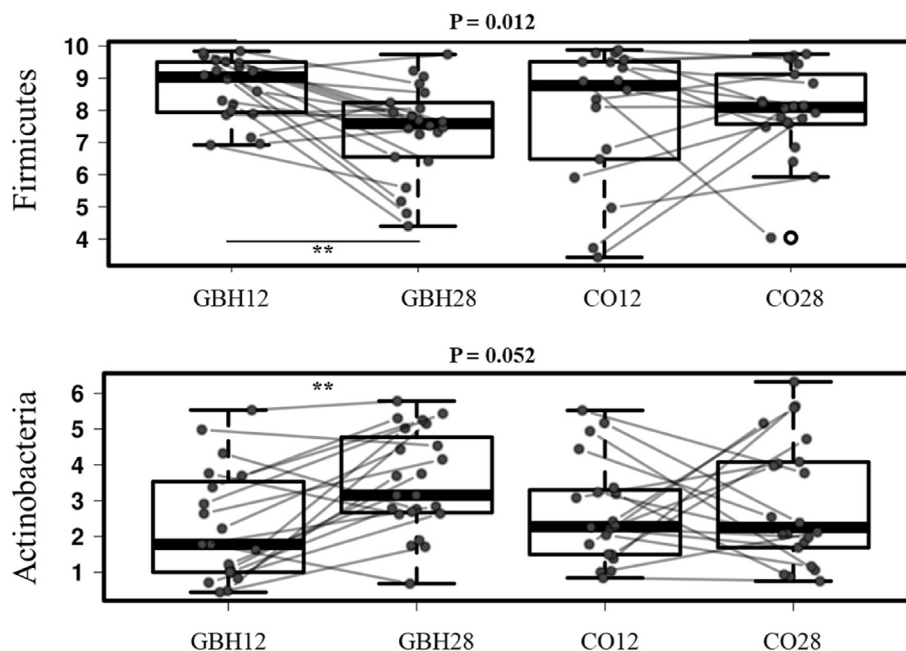 P = 0.012
Firmicutes
10
9
8
7
6
5
4
**
GBH12 GBH28 CO12 CO28
P = 0.052
Actinobacteria
**
6
5
4
3
2
1
GBH12 GBH28 CO12 CO28